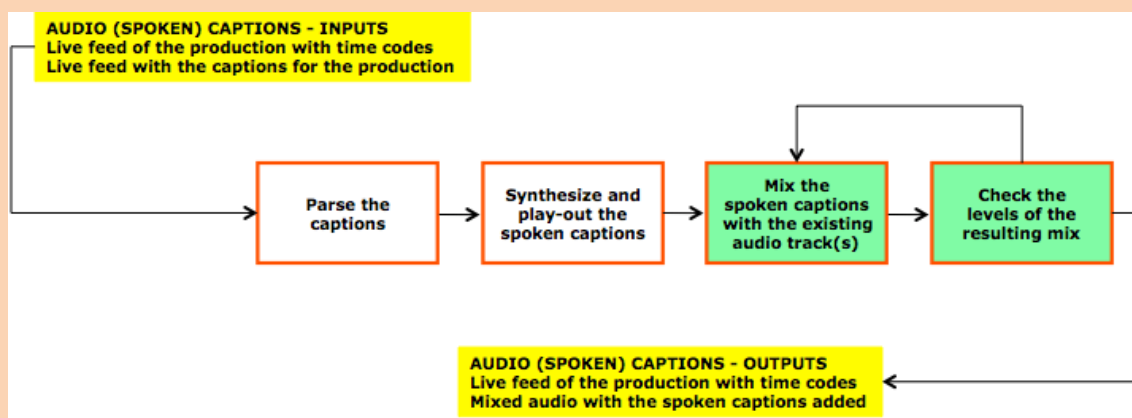 AUDIO (SPOKEN) CAPTIONS - INPUTS
Live feed of the production with time codes
Live feed with the captions for the production
Parse the
captions
Synthesize and
play-out the
spoken captions
Mix the
spoken captions
with the existing
audio track(s)
Check the
levels of the
resulting mix
AUDIO (SPOKEN) CAPTIONS - OUTPUTS
Live feed of the production with time codes
Mixed audio with the spoken captions added